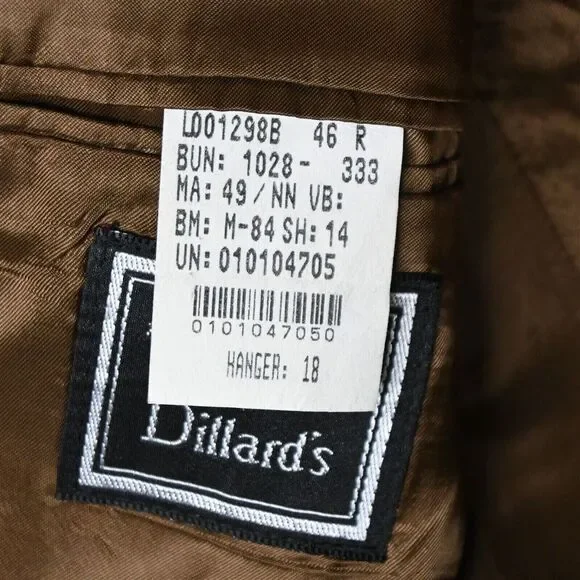 LD01298B 46 R
BUN: 1028- 333
MA: 49/NN VB:
BM: M-84 SH: 14
UN: 010104705
0101047050
HANGER: 18
Dillard's